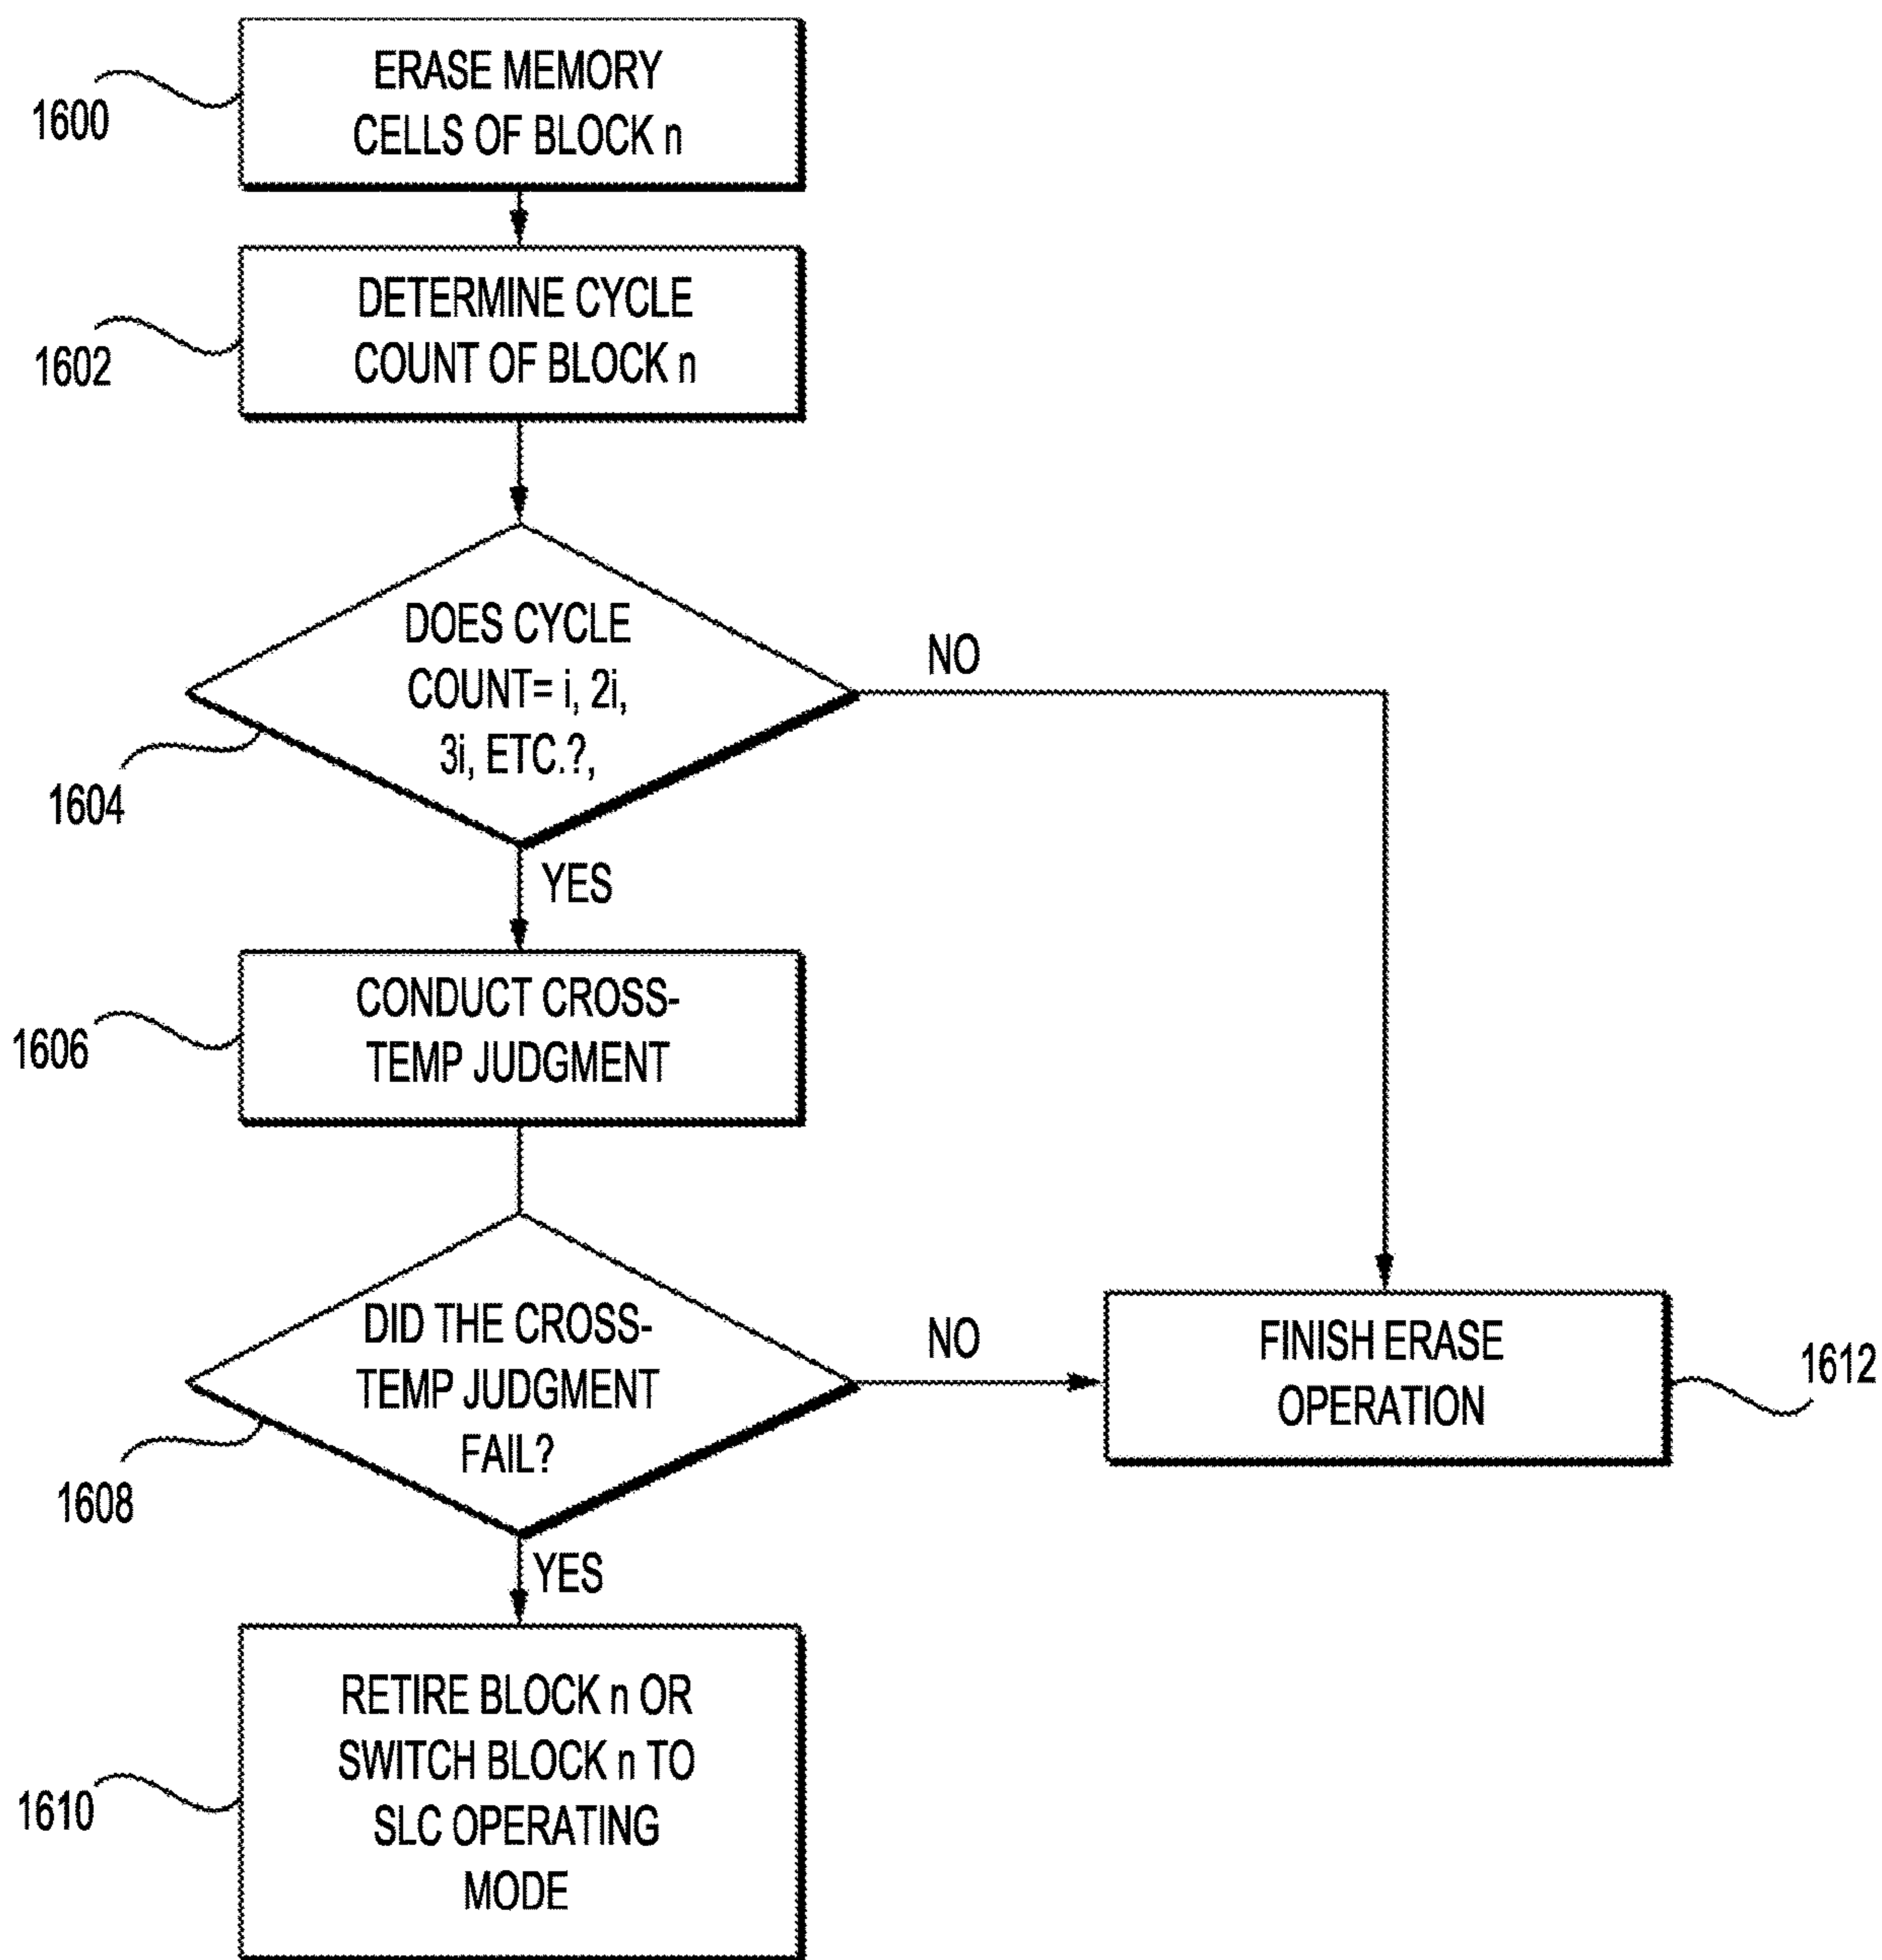 ERASE MEMORY
CELLS OF BLOCK n
1600
DETERMINE CYCLE
COUNT OF BLOCK n
1602
DOES CYCLE
COUNT= i, 2i,
3i, ETC.?,
1604
NO
YES
CONDUCT CROSS-
TEMP JUDGMENT
1606
DID THE CROSS-
TEMP JUDGMENT
FAIL?
1608
NO
FINISH ERASE
OPERATION
1612
YES
RETIRE BLOCK n OR
SWITCH BLOCK n TO
SLC OPERATING
MODE
1610